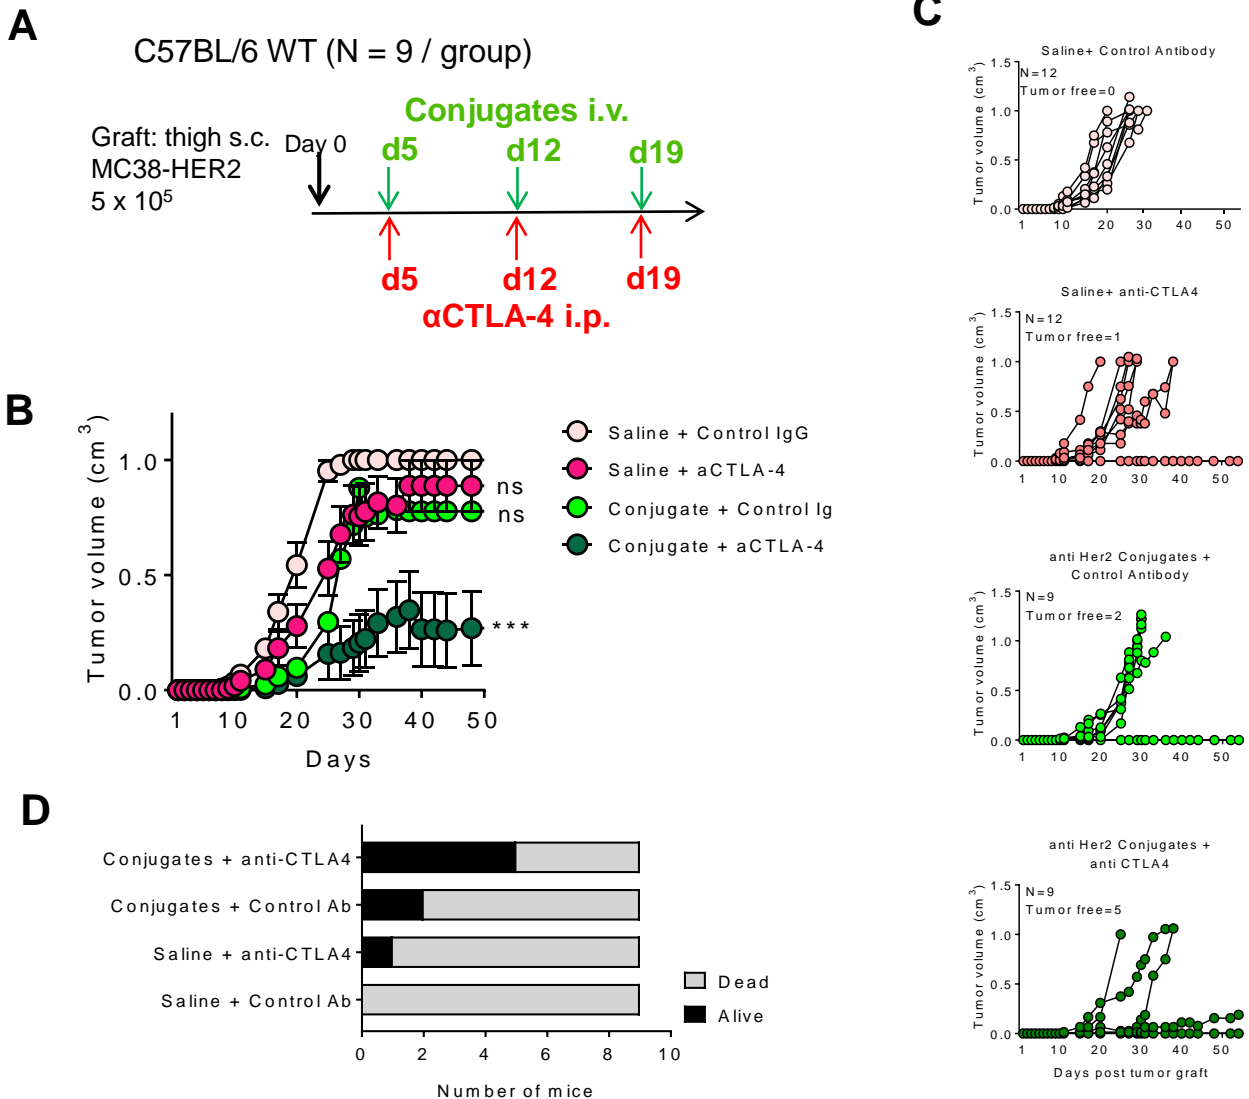 A
C57BL/6 WT (N = 9 / group)
Graft: thigh s.c.
MC38-HER2
5 x 10⁵
Day 0
Conjugates i.v.
d5 d12 d19
d5 d12 d19
αCTLA-4 i.p.
B
Tumor volume (cm³)
1.0
0.5
0.0
1 10 20 30 40 50
Days
ns
ns
***
Saline + Control IgG
Saline + aCTLA-4
Conjugate + Control Ig
Conjugate + aCTLA-4
C
Saline+ Control Antibody
N=12
Tumor free=0
Tumor volume (cm³)
1.5
1.0
0.5
0.0
1 10 20 30 40 50
Saline+ anti-CTLA4
N=12
Tumor free=1
Tumor volume (cm³)
1.5
1.0
0.5
0.0
1 10 20 30 40 50
anti Her2 Conjugates +
Control Antibody
N=9
Tumor free=2
Tumor volume (cm³)
1.5
1.0
0.5
0.0
1 10 20 30 40 50
anti Her2 Conjugates +
anti CTLA4
N=9
Tumor free=5
Tumor volume (cm³)
1.5
1.0
0.5
0.0
1 10 20 30 40 50
Days post tumor graft
D
Conjugates + anti-CTLA4
Conjugates + Control Ab
Saline + anti-CTLA4
Saline + Control Ab
0 2 4 6 8 10
Number of mice
Dead
Alive